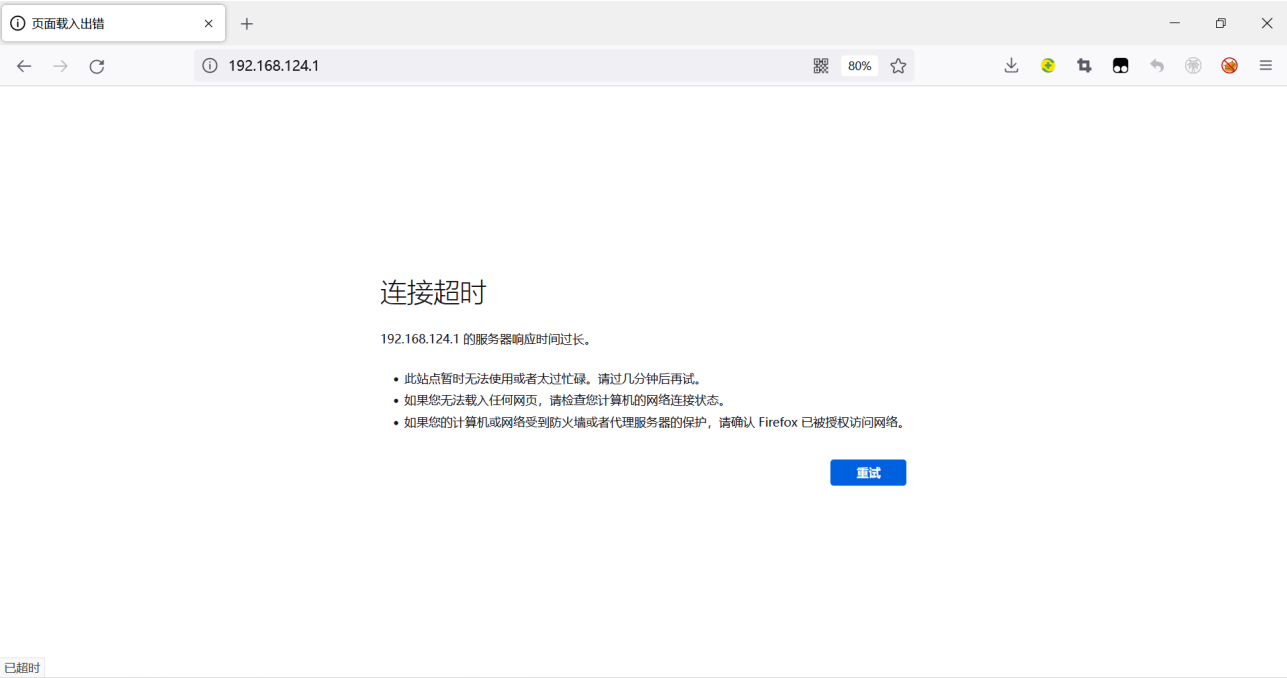 页面载入出错
192.168.124.1
80%
连接超时
192.168.124.1 的服务器响应时间过长。
此站点暂时无法使用或者太过忙碌。请过几分钟后再试。
如果您无法载入任何网页，请检查您计算机的网络连接状态。
如果您的计算机或网络受到防火墙或者代理服务器的保护，请确认 Firefox 已被授权访问网络。
重试
已超时